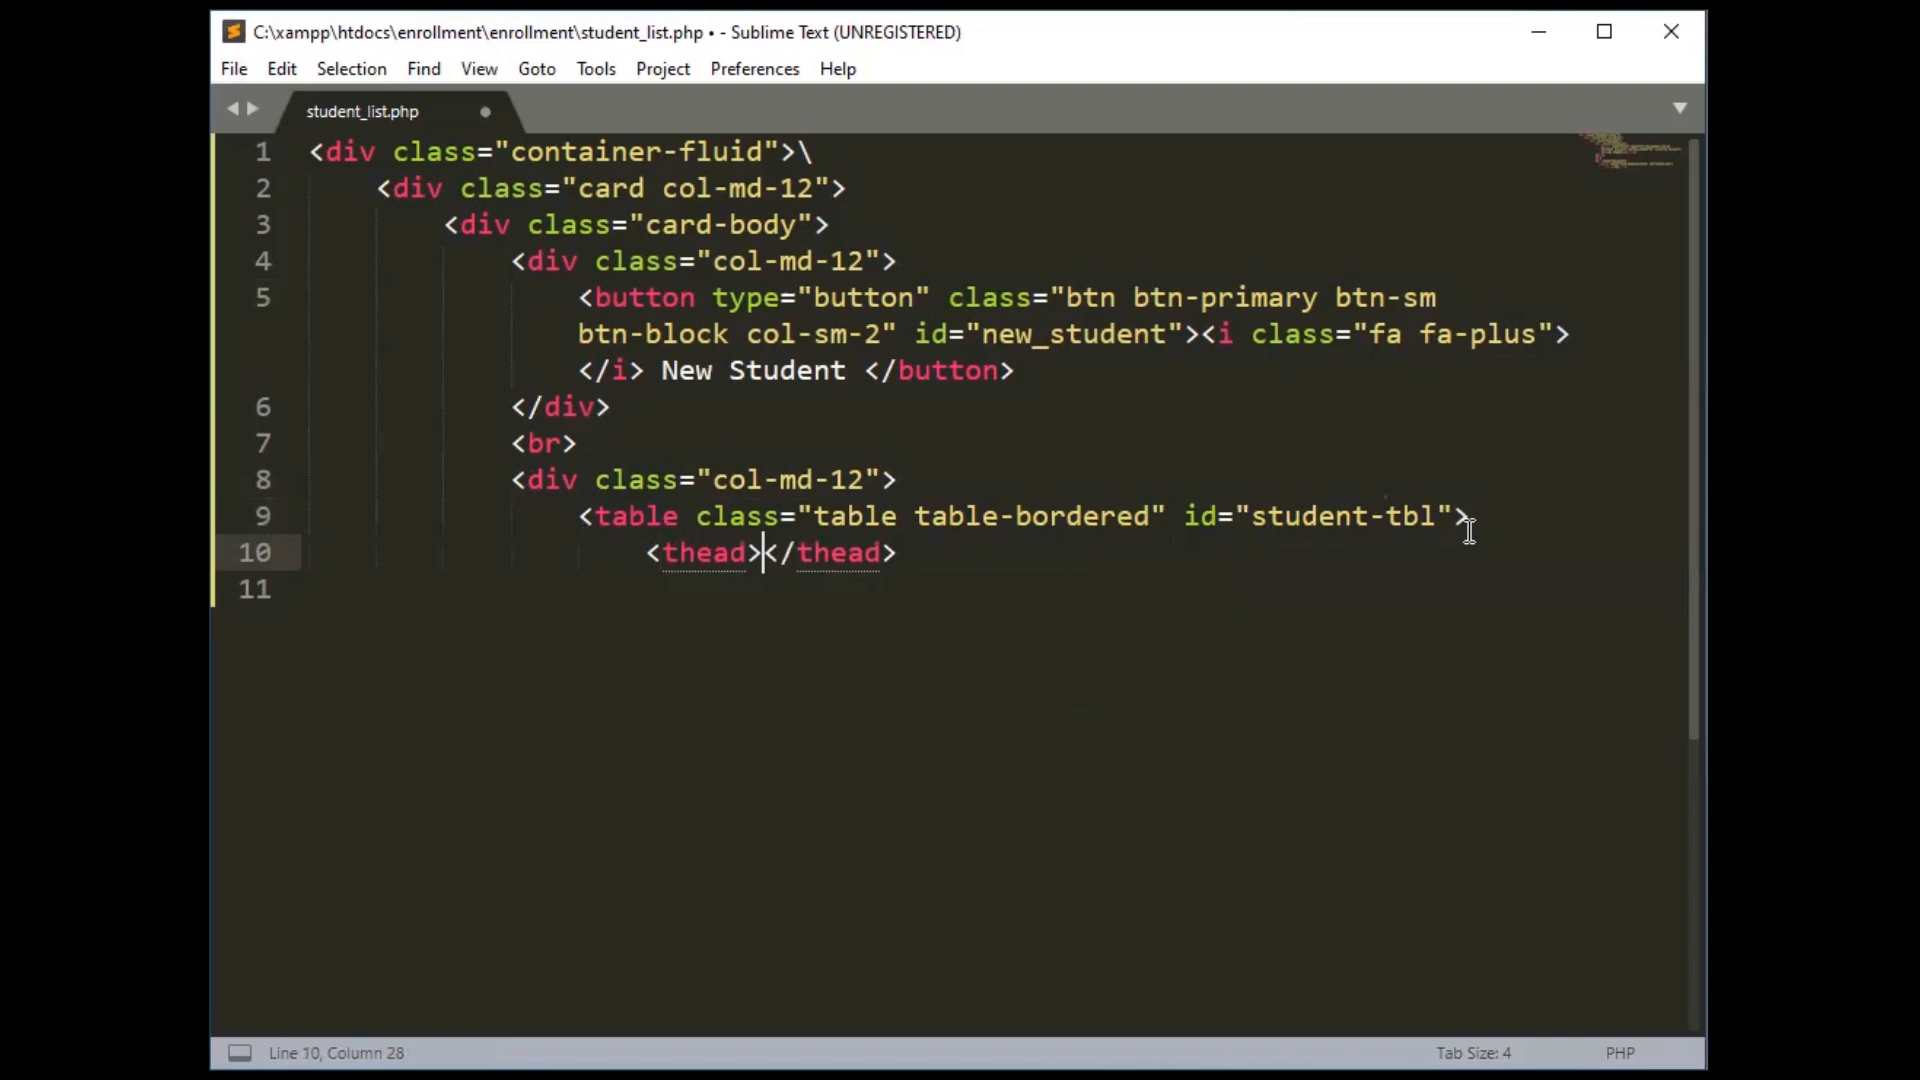 C:\xampp\htdocs\enrollment\enrollment\student_list.php • - Sublime Text (UNREGISTERED)
File Edit Selection Find View Goto Tools Project Preferences Help
student_list.php
1 <div class="container-fluid">\
2 <div class="card col-md-12">
3 <div class="card-body">
4 <div class="col-md-12">
5 <button type="button" class="btn btn-primary btn-sm
btn-block col-sm-2" id="new_student"><i class="fa fa-plus">
</i> New Student </button>
6 </div>
7 <br>
8 <div class="col-md-12">
9 <table class="table table-bordered" id="student-tbl">
10 <thead></thead>
11
Line 10, Column 28 Tab Size: 4 PHP